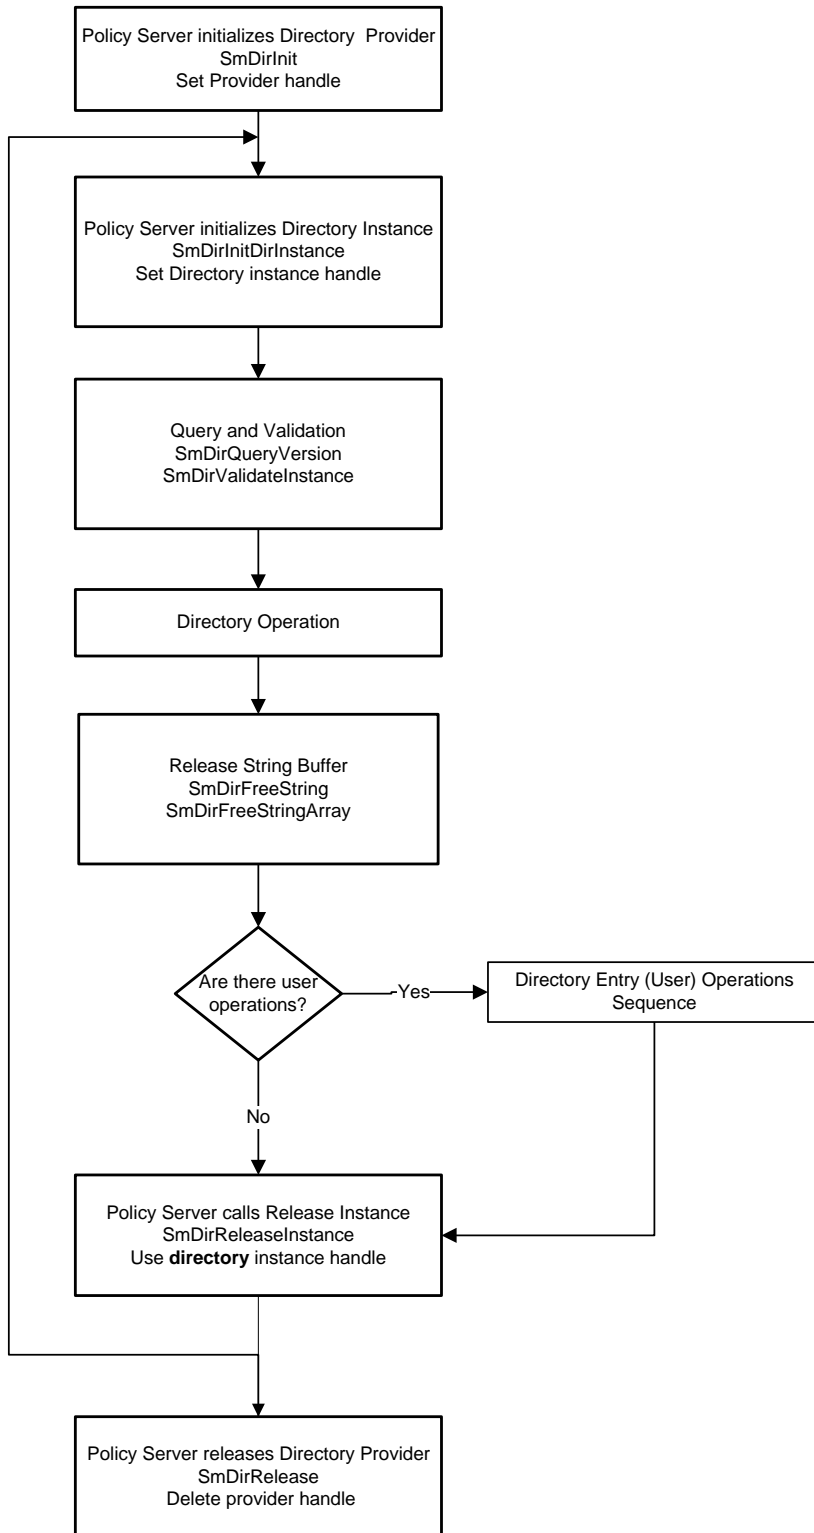 Policy Server initializes Directory Provider
SmDirInit
Set Provider handle
Policy Server initializes Directory Instance
SmDirInitDirInstance
Set Directory instance handle
Query and Validation
SmDirQueryVersion
SmDirValidateInstance
Directory Operation
Release String Buffer
SmDirFreeString
SmDirFreeStringArray
Are there user
operations?
Yes
Directory Entry (User) Operations
Sequence
No
Policy Server calls Release Instance
SmDirReleaseInstance
Use directory instance handle
Policy Server releases Directory Provider
SmDirRelease
Delete provider handle